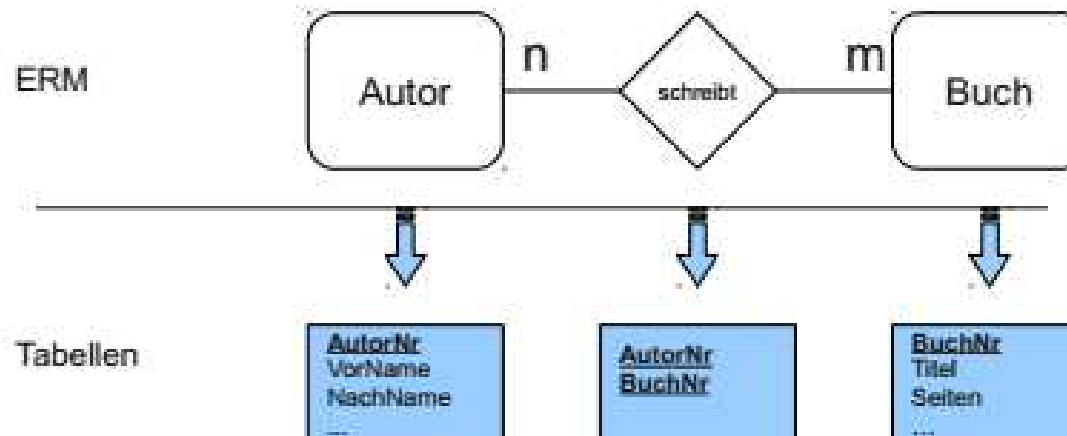 ERM
Autor
n
schreibt
m
Buch
Tabellen
AutorNr
VorName
NachName
...
AutorNr
BuchNr
BuchNr
Titel
Seiten
...